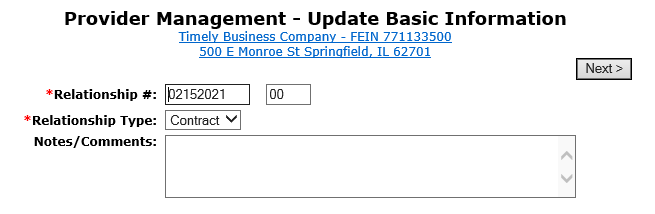 Provider Management - Update Basic Information
Timely Business Company - FEIN 771133500
500 E Monroe St Springfield, IL 62701
Next >
*Relationship #: 02152021 00
*Relationship Type: Contract
Notes/Comments: